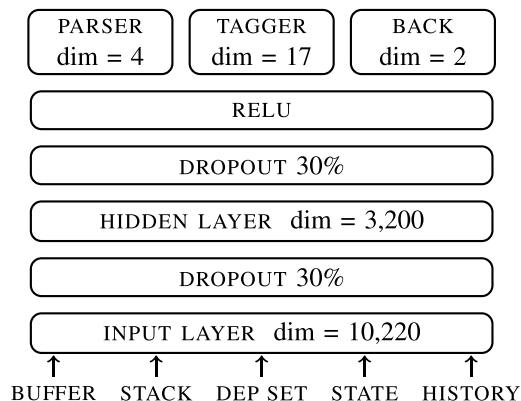 PARSER TAGGER BACK
dim = 4 dim = 17 dim = 2
RELU
DROPOUT 30%
HIDDEN LAYER dim = 3,200
DROPOUT 30%
INPUT LAYER dim = 10,220
BUFFER STACK DEP SET STATE HISTORY